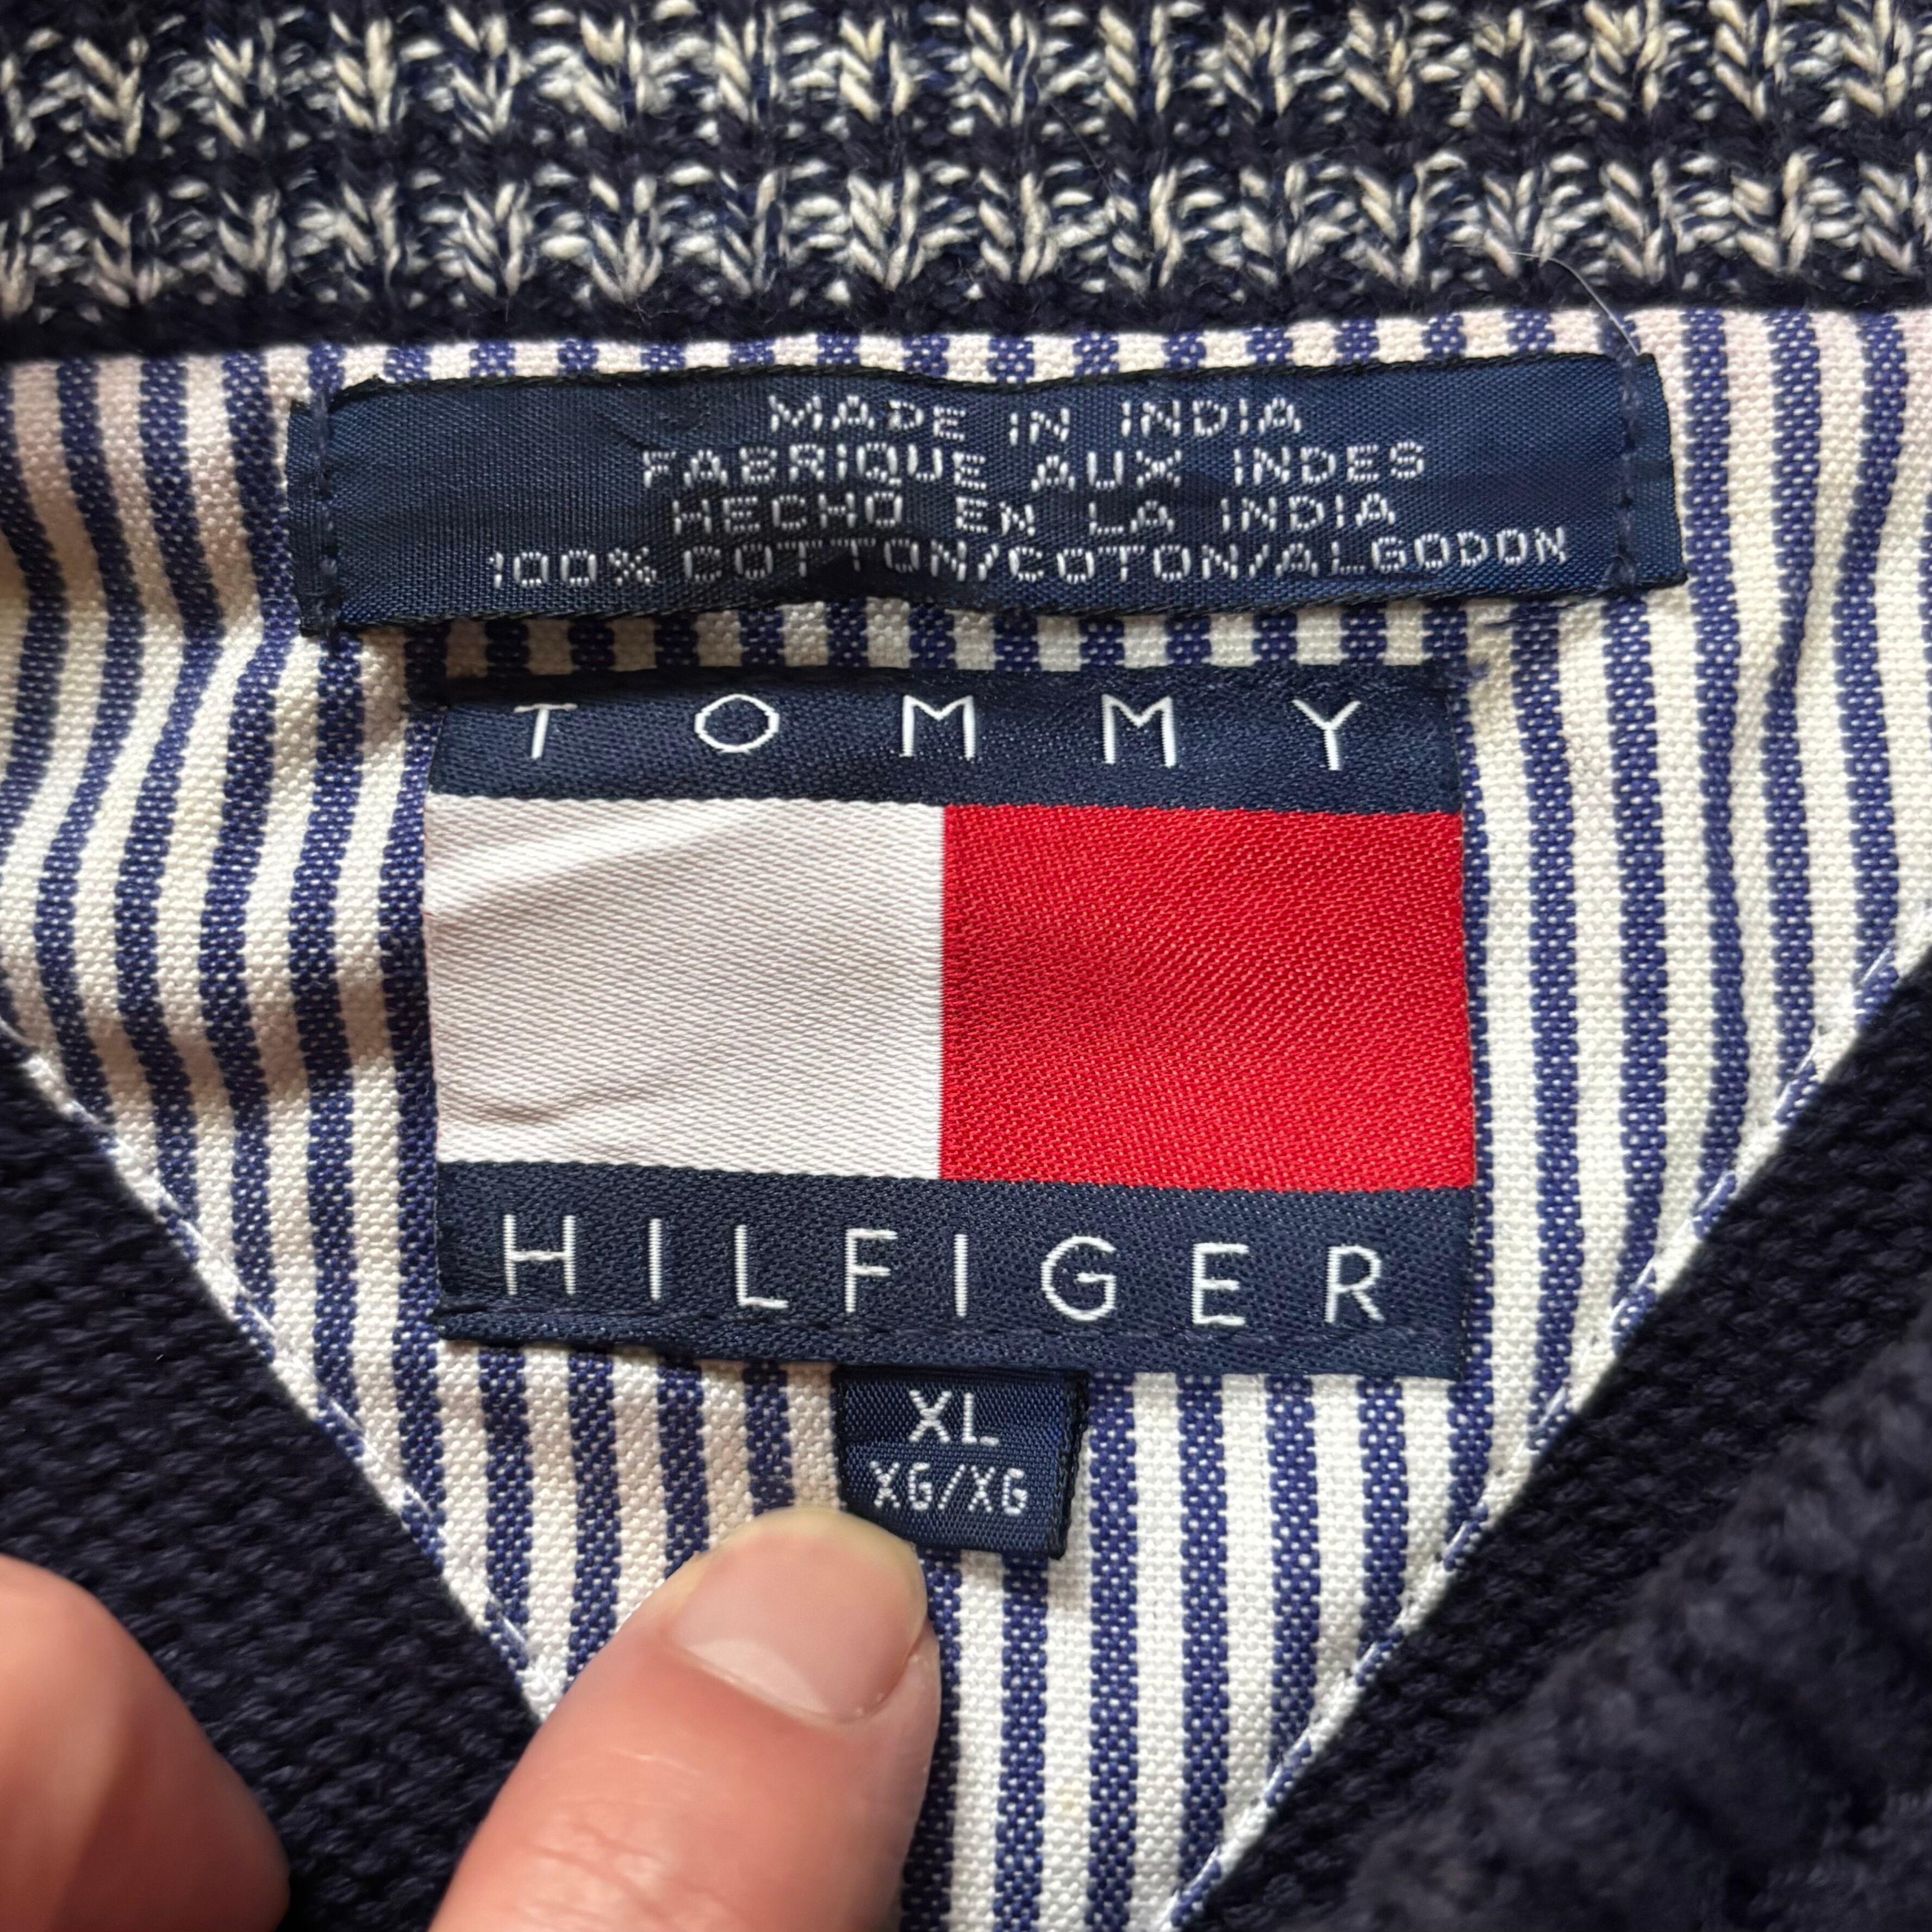 MADE IN INDIA
FABRIQUE AUX INDES
HECHO EN LA INDIA
100% COTTON/COTON/ALGODON
TOMMY
HILFIGER
XL
XG/XG